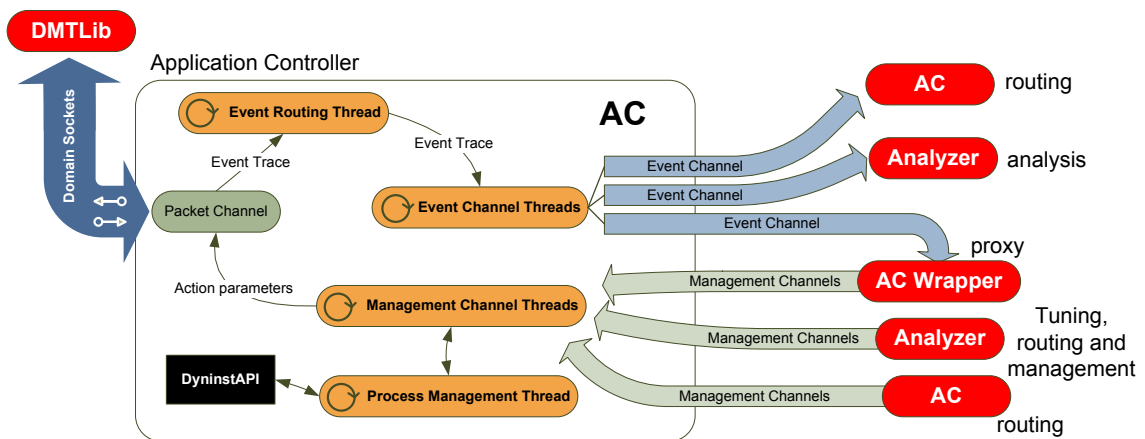 DMTLib
Application Controller
Domain Sockets
Event Routing Thread
AC
AC
routing
Event Trace
Event Trace
Event Channel
Analyzer
analysis
Event Channel
Packet Channel
Event Channel Threads
Event Channel
proxy
Action parameters
Management Channels
AC Wrapper
Management Channel Threads
Management Channels
Analyzer
Tuning,
routing and
management
DyninstAPI
Process Management Thread
Management Channels
AC
routing